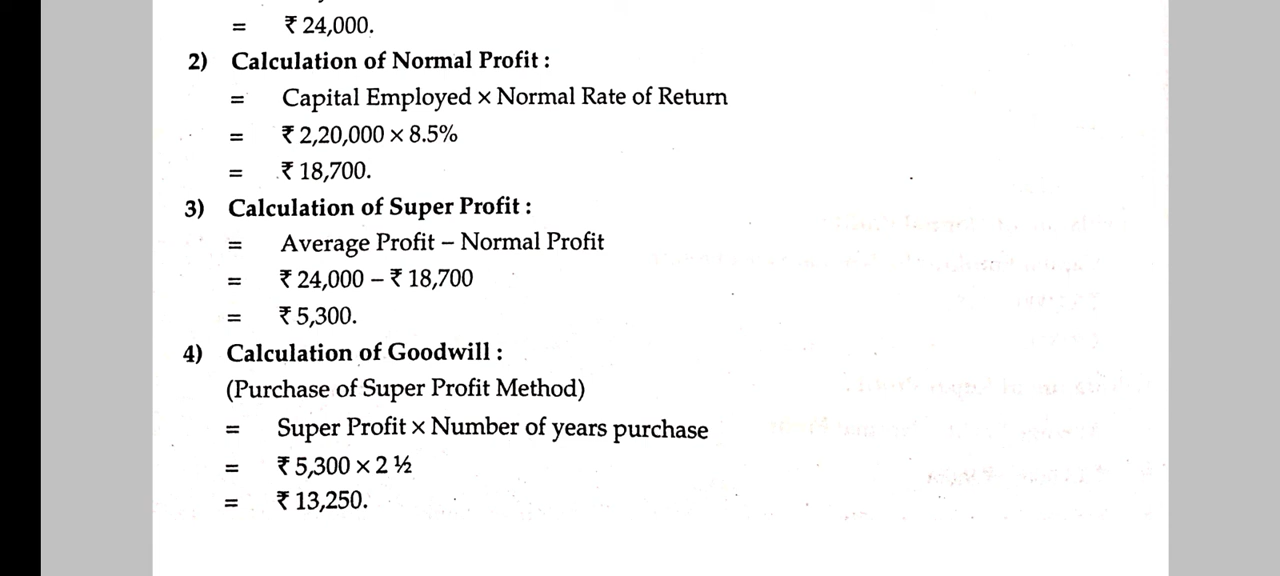 = ₹ 24,000.
2) Calculation of Normal Profit :
= Capital Employed × Normal Rate of Return
= ₹ 2,20,000 × 8.5%
= ₹ 18,700.
3) Calculation of Super Profit :
= Average Profit – Normal Profit
= ₹ 24,000 – ₹ 18,700
= ₹ 5,300.
4) Calculation of Goodwill :
(Purchase of Super Profit Method)
= Super Profit × Number of years purchase
= ₹ 5,300 × 2 ½
= ₹ 13,250.